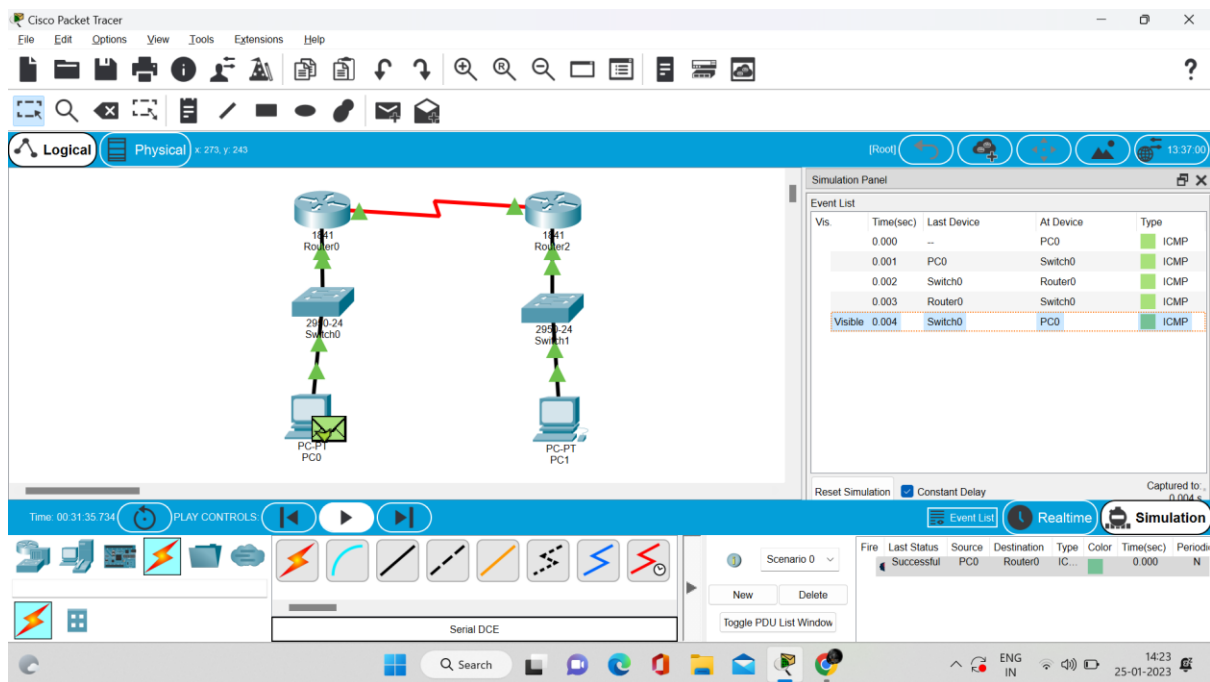 Cisco Packet Tracer
File Edit Options View Tools Extensions Help
Logical Physical x: 273, y: 243 [Root] 13:37:00
Simulation Panel
Event List
Vis. Time(sec) Last Device At Device Type
0.000 -- PC0 ICMP
0.001 PC0 Switch0 ICMP
0.002 Switch0 Router0 ICMP
0.003 Router0 Switch0 ICMP
Visible 0.004 Switch0 PC0 ICMP
1841
Router0
1841
Router2
2950-24
Switch0
2950-24
Switch1
PC-PT
PC0
PC-PT
PC1
Reset Simulation Constant Delay Captured to:
0.004 s
Time: 00:31:35.734 PLAY CONTROLS: Event List Realtime Simulation
Scenario 0
New Delete
Toggle PDU List Window
Fire Last Status Source Destination Type Color Time(sec) Periodi
Successful PC0 Router0 IC... 0.000 N
Serial DCE
Search
ENG
IN
14:23
25-01-2023